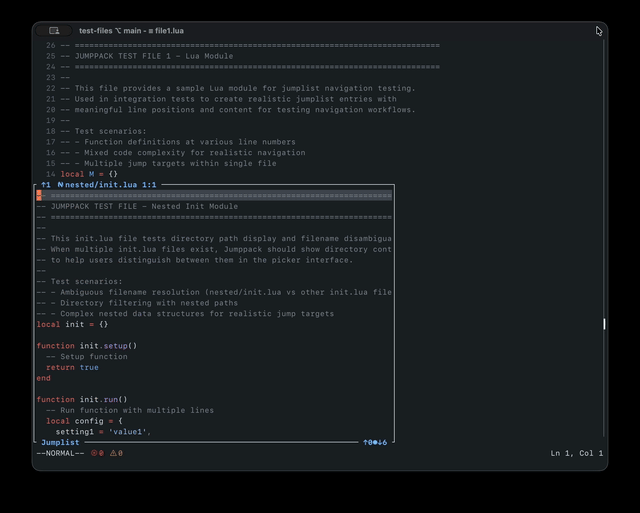 test-files ⌥ main - ≡ file1.lua
26 -- =============================================================================
25 -- JUMPPACK TEST FILE 1 - Lua Module
24 -- =============================================================================
23 --
22 -- This file provides a sample Lua module for jumplist navigation testing.
21 -- Used in integration tests to create realistic jumplist entries with
20 -- meaningful line positions and content for testing navigation workflows.
19 --
18 -- Test scenarios:
17 -- - Function definitions at various line numbers
16 -- - Mixed code complexity for realistic navigation
15 -- - Multiple jump targets within single file
14 local M = {}
↑1 nested/init.lua 1:1
-- =========================================================================
-- JUMPPACK TEST FILE - Nested Init Module
-- =========================================================================
--
-- This init.lua file tests directory path display and filename disambigua
-- When multiple init.lua files exist, Jumppack should show directory cont
-- to help users distinguish between them in the picker interface.
--
-- Test scenarios:
-- - Ambiguous filename resolution (nested/init.lua vs other init.lua file
-- - Directory filtering with nested paths
-- - Complex nested data structures for realistic jump targets
local init = {}
function init.setup()
-- Setup function
return true
end
function init.run()
-- Run function with multiple lines
local config = {
setting1 = 'value1',
Jumplist ↑0●↓6
--NORMAL-- ⊗0 ⚠0 Ln 1, Col 1